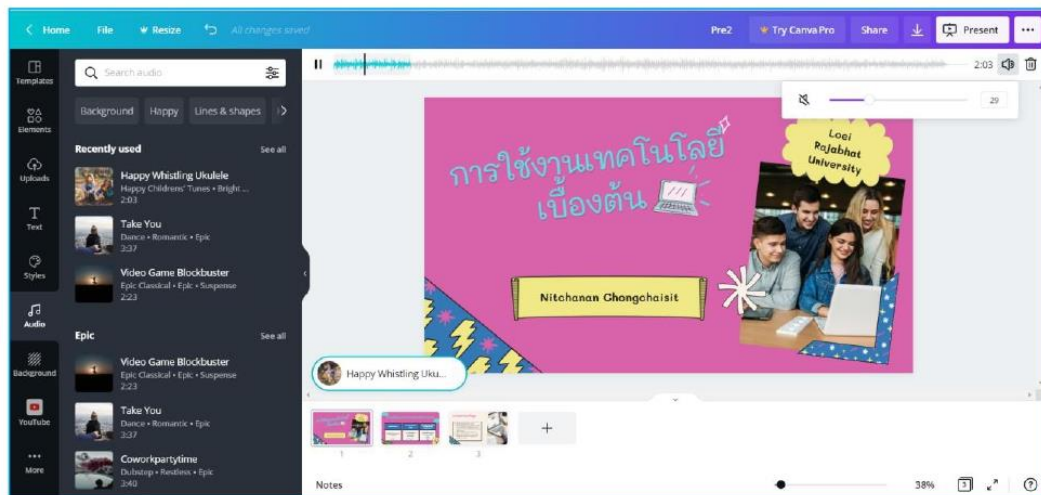 Home
File
Resize
All changes saved
Pre2
Try Canva Pro
Share
Present
Templates
Elements
Uploads
Text
Styles
Audio
Background
YouTube
More
Search audio
Background
Happy
Lines & shapes
Recently used
See all
Happy Whistling Ukulele
Happy Childrens' Tunes • Bright ...
2:03
Take You
Dance • Romantic • Epic
3:37
Video Game Blockbuster
Epic Classical • Epic • Suspense
2:23
Epic
See all
Video Game Blockbuster
Epic Classical • Epic • Suspense
2:23
Take You
Dance • Romantic • Epic
3:37
Coworkpartytime
Dubstep • Restless • Epic
3:40
2:03
29
การใช้งานเทคโนโลยี
เบื้องต้น
Loei
Rajabhat
University
Nitchanan Ghongchaisit
Happy Whistling Uku...
1
2
3
Notes
38%
3